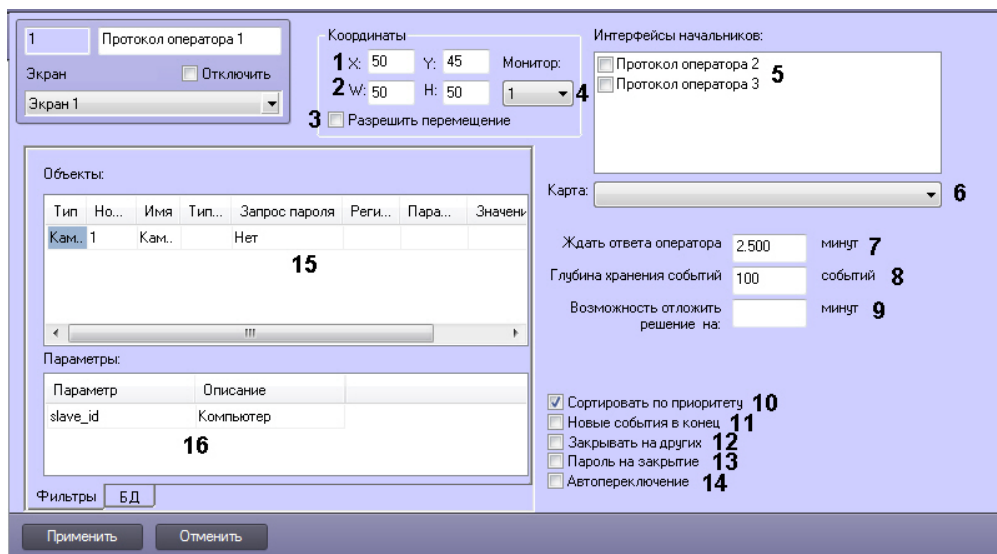 1 Протокол оператора 1
Экран Отключить
Экран 1
Координаты
1 X: 50 Y: 45 Монитор:
2 W: 50 H: 50 1 4
3 Разрешить перемещение
Интерфейсы начальников:
Протокол оператора 2
Протокол оператора 3
5
Карта: 6
Ждать ответа оператора 2.500 минут 7
Глубина хранения событий 100 событий 8
Возможность отложить
решение на: минут 9
Объекты:
Тип Но... Имя Тип... Запрос пароля Реги... Пара... Значени
Кам.. 1 Кам.. Нет
15
Параметры:
Параметр Описание
slave_id Компьютер
16
Фильтры БД
Сортировать по приоритету 10
Новые события в конец 11
Закрывать на других 12
Пароль на закрытие 13
Автопереключение 14
Применить Отменить